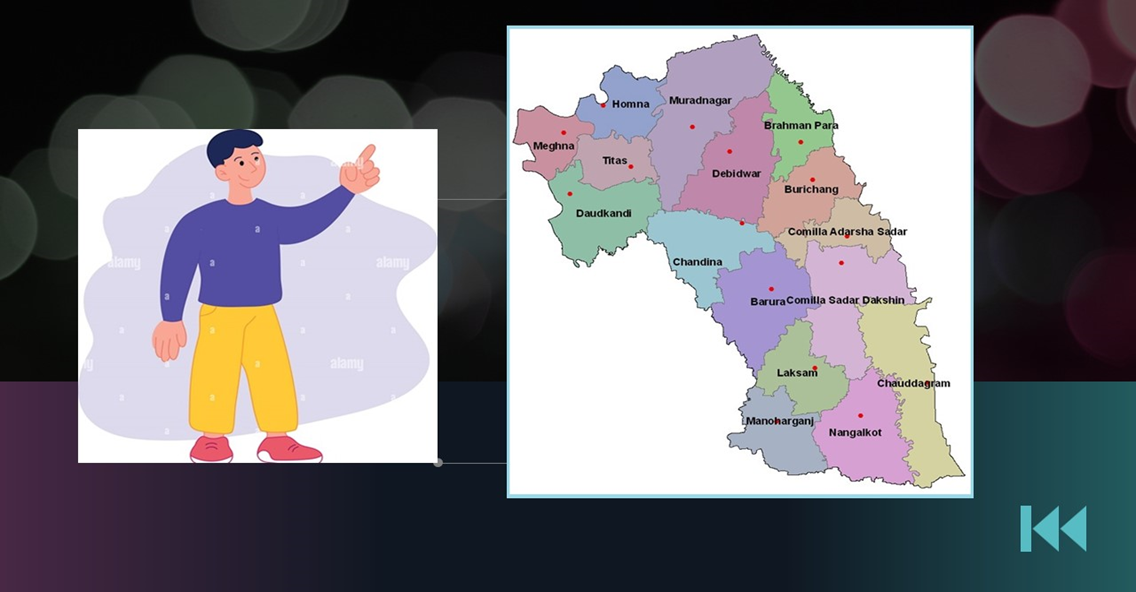 alamy
a
a
a
a
alamy
a
alamy
a
a
a
a
alamy
a
a
a
Homna
Muradnagar
Brahman Para
Meghna
Titas
Debidwar
Burichang
Daudkandi
Comilla Adarsha Sadar
Chandina
Barura
Comilla Sadar Dakshin
Laksam
Chauddagram
Manoharganj
Nangalkot